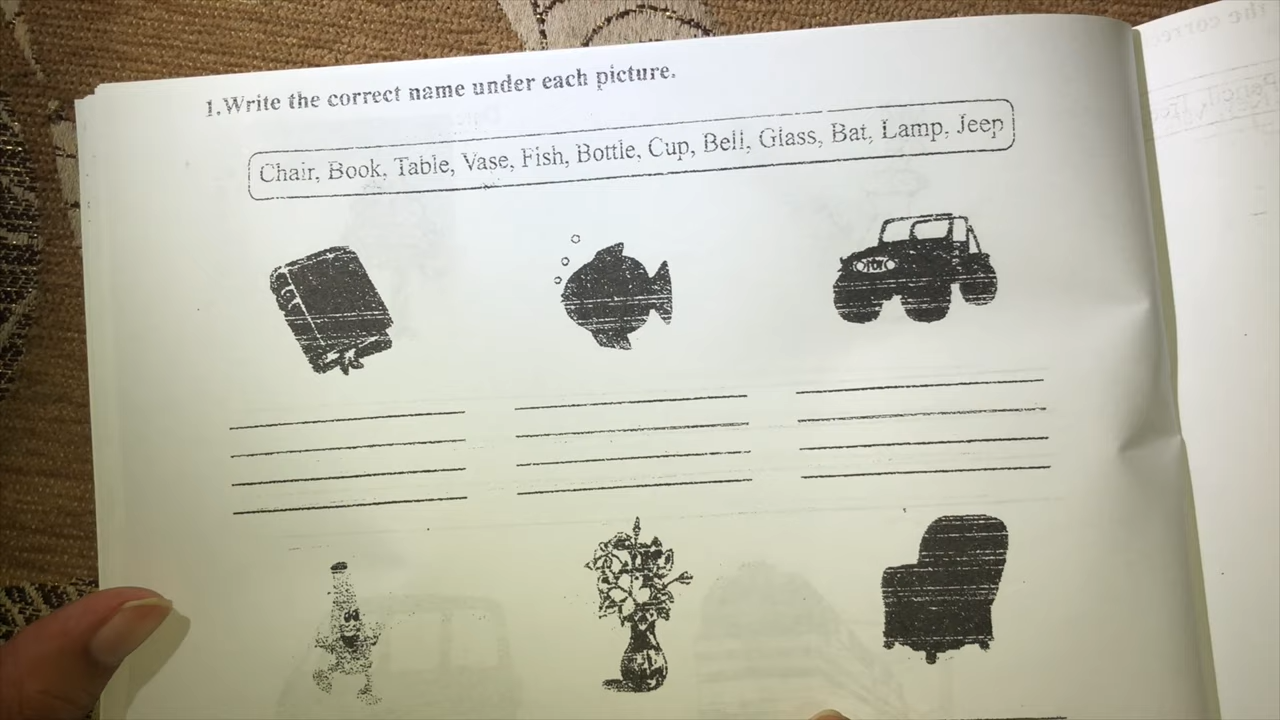 1.Write the correct name under each picture.
Chair, Book, Table, Vase, Fish, Bottle, Cup, Bell, Glass, Bat, Lamp, Jeep